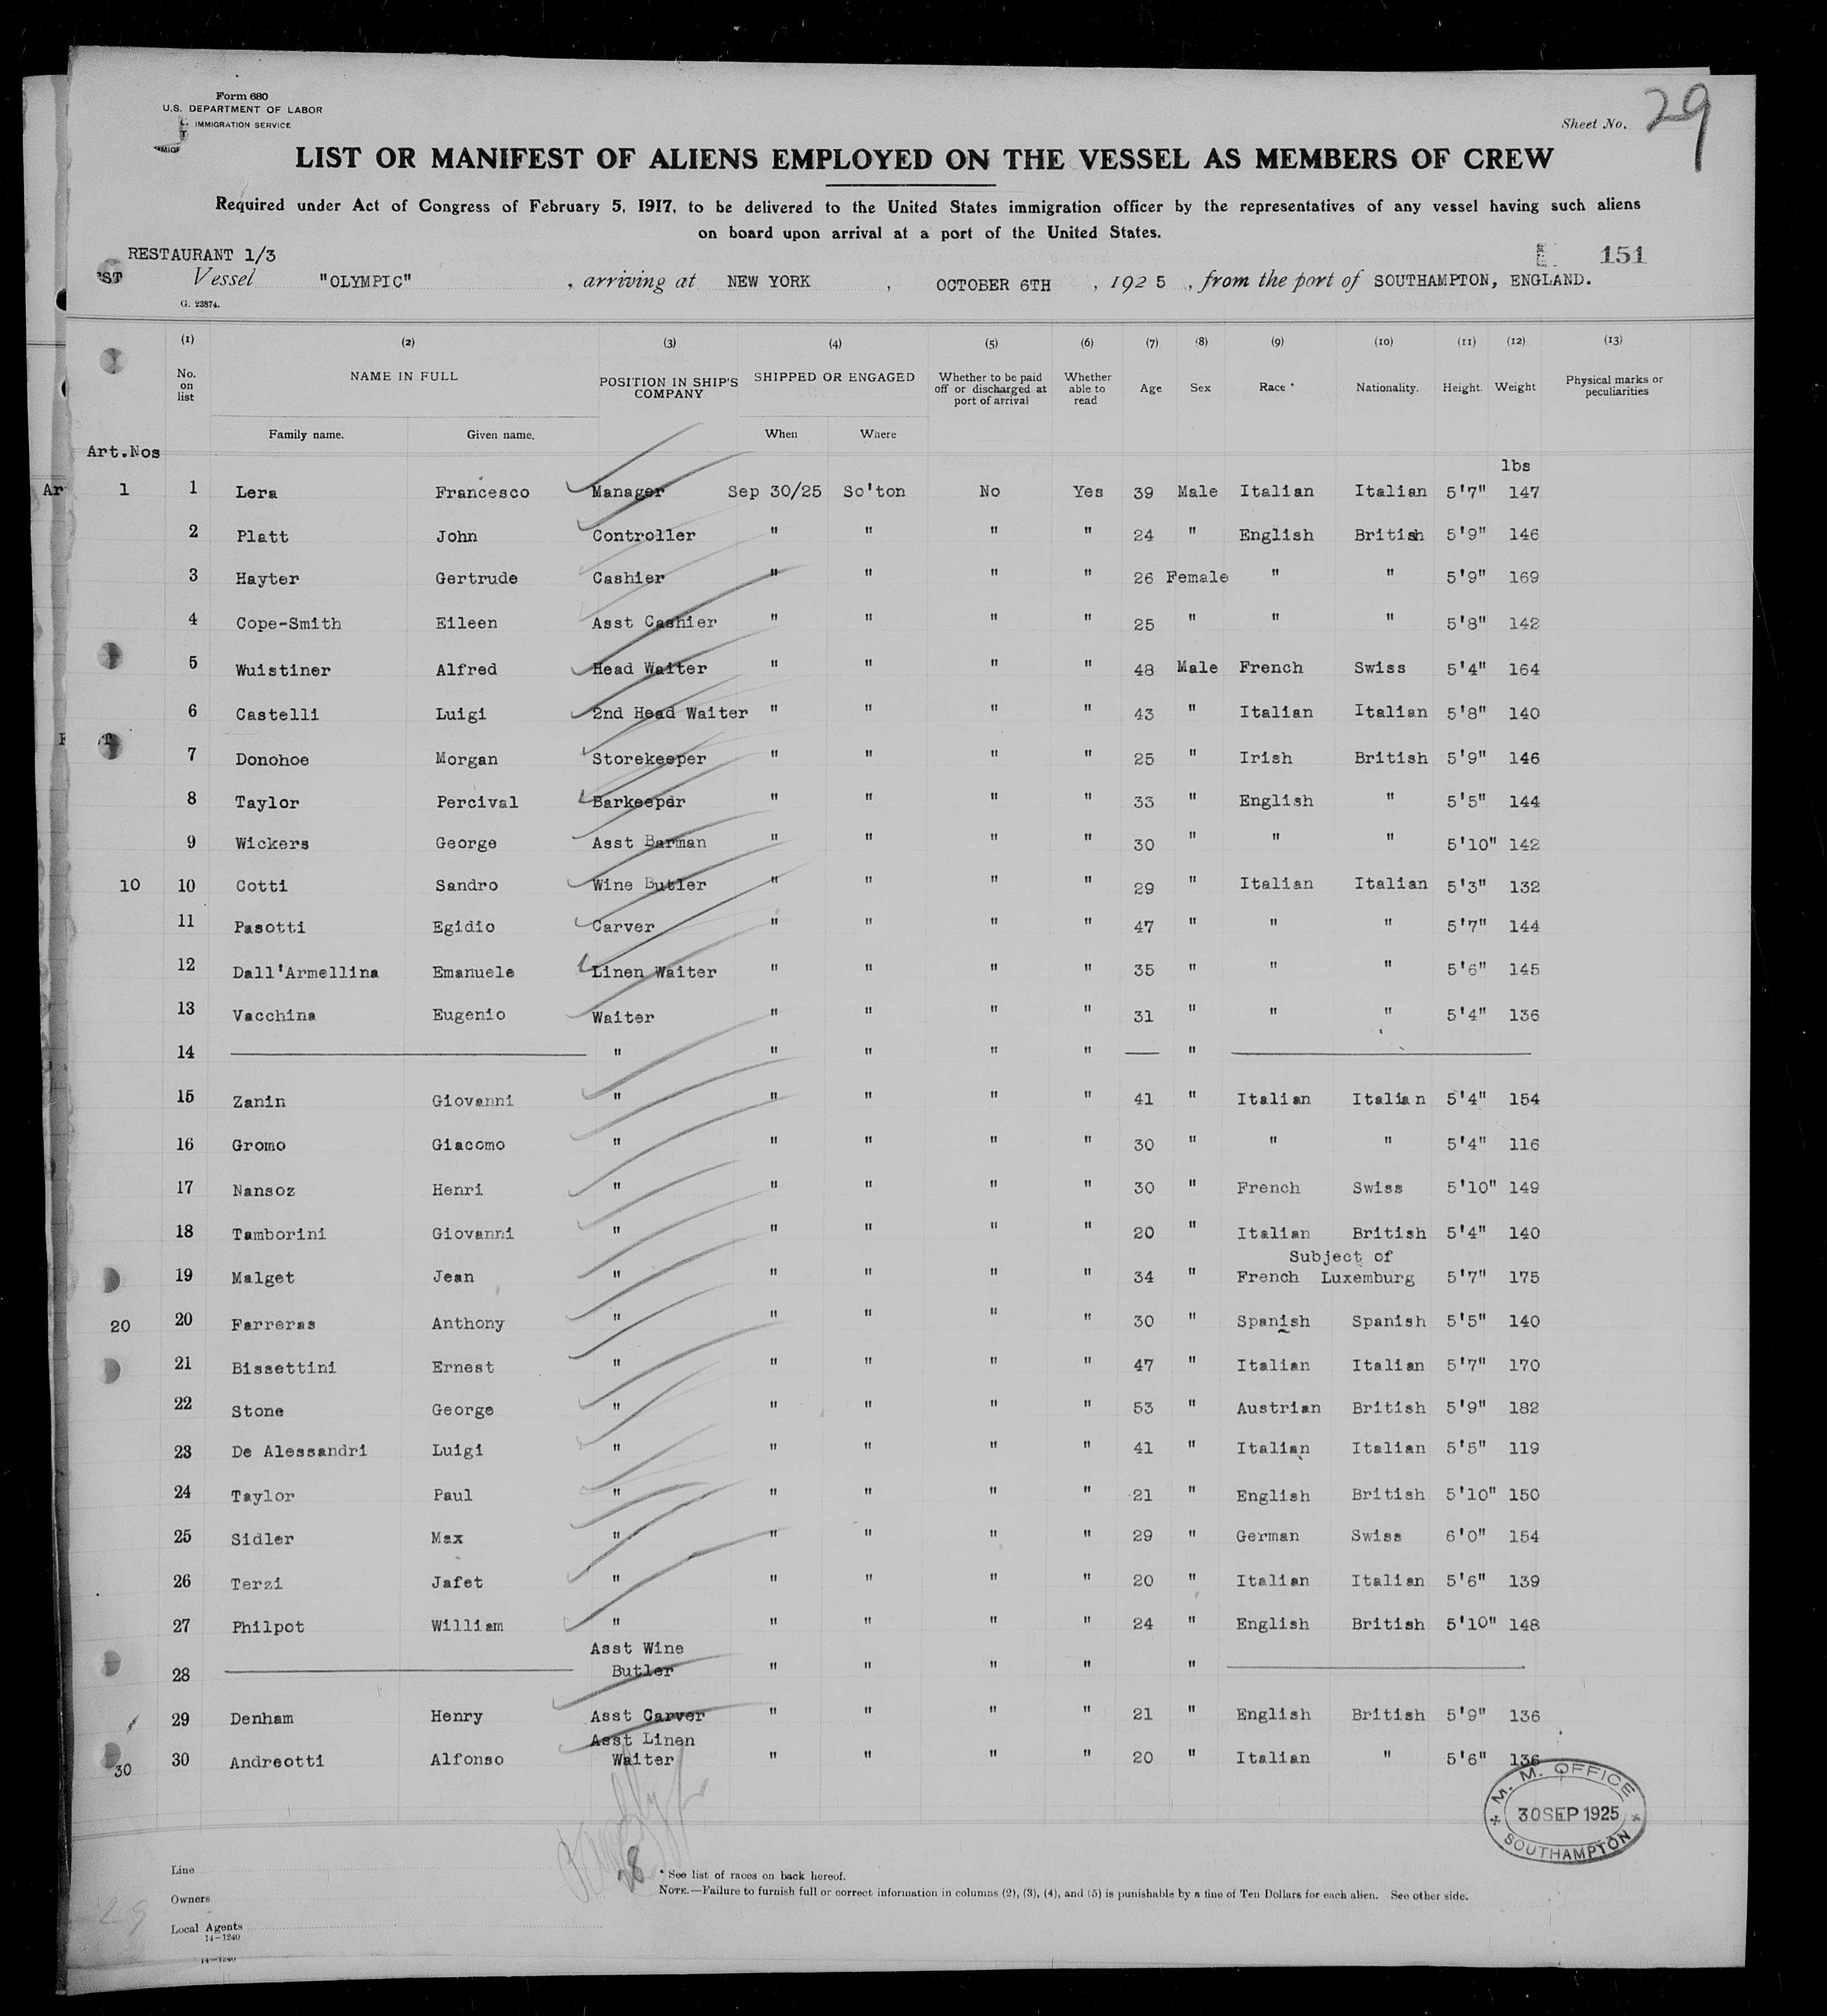 Form 680
U.S. DEPARTMENT OF LABOR
IMMIGRATION SERVICE
Sheet No. 29
LIST OR MANIFEST OF ALIENS EMPLOYED ON THE VESSEL AS MEMBERS OF CREW
Required under Act of Congress of February 5, 1917, to be delivered to the United States immigration officer by the representatives of any vessel having such aliens
on board upon arrival at a port of the United States.
RESTAURANT 1/3
151
Vessel "OLYMPIC" , arriving at NEW YORK , OCTOBER 6TH , 192 5 , from the port of SOUTHAMPTON, ENGLAND.
G. 23874.
(1) (2) (3) (4) (5) (6) (7) (8) (9) (10) (11) (12) (13)
No. on list NAME IN FULL POSITION IN SHIP'S COMPANY SHIPPED OR ENGAGED Whether to be paid off or discharged at port of arrival Whether able to read Age Sex Race * Nationality. Height. Weight Physical marks or peculiarities
Family name. Given name. When Where
Art.Nos
lbs
1 1 Lera Francesco Manager Sep 30/25 So'ton No Yes 39 Male Italian Italian 5'7" 147
2 Platt John Controller " " " " 24 " English British 5'9" 146
3 Hayter Gertrude Cashier " " " " 26 Female " " 5'9" 169
4 Cope-Smith Eileen Asst Cashier " " " " 25 " " " 5'8" 142
5 Wuistiner Alfred Head Waiter " " " " 48 Male French Swiss 5'4" 164
6 Castelli Luigi 2nd Head Waiter " " " " 43 " Italian Italian 5'8" 140
7 Donohoe Morgan Storekeeper " " " " 25 " Irish British 5'9" 146
8 Taylor Percival Barkeeper " " " " 33 " English " 5'5" 144
9 Wickers George Asst Barman " " " " 30 " " " 5'10" 142
10 10 Cotti Sandro Wine Butler " " " " 29 " Italian Italian 5'3" 132
11 Pasotti Egidio Carver " " " " 47 " " " 5'7" 144
12 Dall'Armellina Emanuele Linen Waiter " " " " 35 " " " 5'6" 145
13 Vacchina Eugenio Waiter " " " " 31 " " " 5'4" 136
14 " " " " " "
15 Zanin Giovanni " " " " " 41 " Italian Italian 5'4" 154
16 Gromo Giacomo " " " " " 30 " " " 5'4" 116
17 Nansoz Henri " " " " " 30 " French Swiss 5'10" 149
18 Tamborini Giovanni " " " " " 20 " Italian British 5'4" 140
Subject of
19 Malget Jean " " " " " 34 " French Luxemburg 5'7" 175
20 20 Farreras Anthony " " " " " 30 " Spanish Spanish 5'5" 140
21 Bissettini Ernest " " " " " 47 " Italian Italian 5'7" 170
22 Stone George " " " " " 53 " Austrian British 5'9" 182
23 De Alessandri Luigi " " " " " 41 " Italian Italian 5'5" 119
24 Taylor Paul " " " " " 21 " English British 5'10" 150
25 Sidler Max " " " " " 29 " German Swiss 6'0" 154
26 Terzi Jafet " " " " " 20 " Italian Italian 5'6" 139
27 Philpot William " " " " " 24 " English British 5'10" 148
Asst Wine
28 Butler " " " " "
29 Denham Henry Asst Carver " " " " 21 " English British 5'9" 136
Asst Linen
30 30 Andreotti Alfonso Waiter " " " " 20 " Italian " 5'6" 136
M. M. OFFICE
30 SEP 1925
SOUTHAMPTON
28
Line
* See list of races on back hereof.
Owners
NOTE.—Failure to furnish full or correct information in columns (2), (3), (4), and (5) is punishable by a fine of Ten Dollars for each alien. See other side.
29
Local Agents
14—1240
14—1240